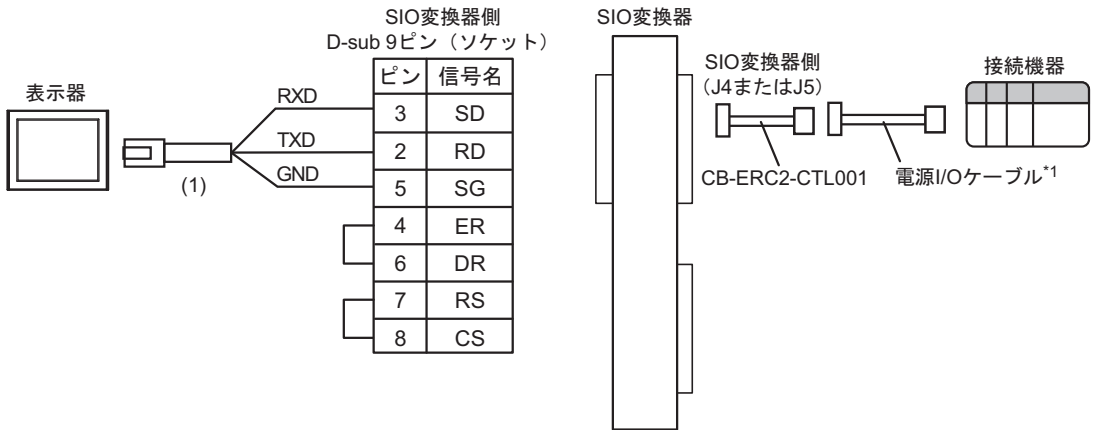 SIO変換器側
D-sub 9ピン（ソケット）
ピン 信号名
3 SD
2 RD
5 SG
4 ER
6 DR
7 RS
8 CS
表示器
RXD
TXD
GND
(1)
SIO変換器
SIO変換器側
（J4またはJ5）
接続機器
CB-ERC2-CTL001
電源I/Oケーブル*1